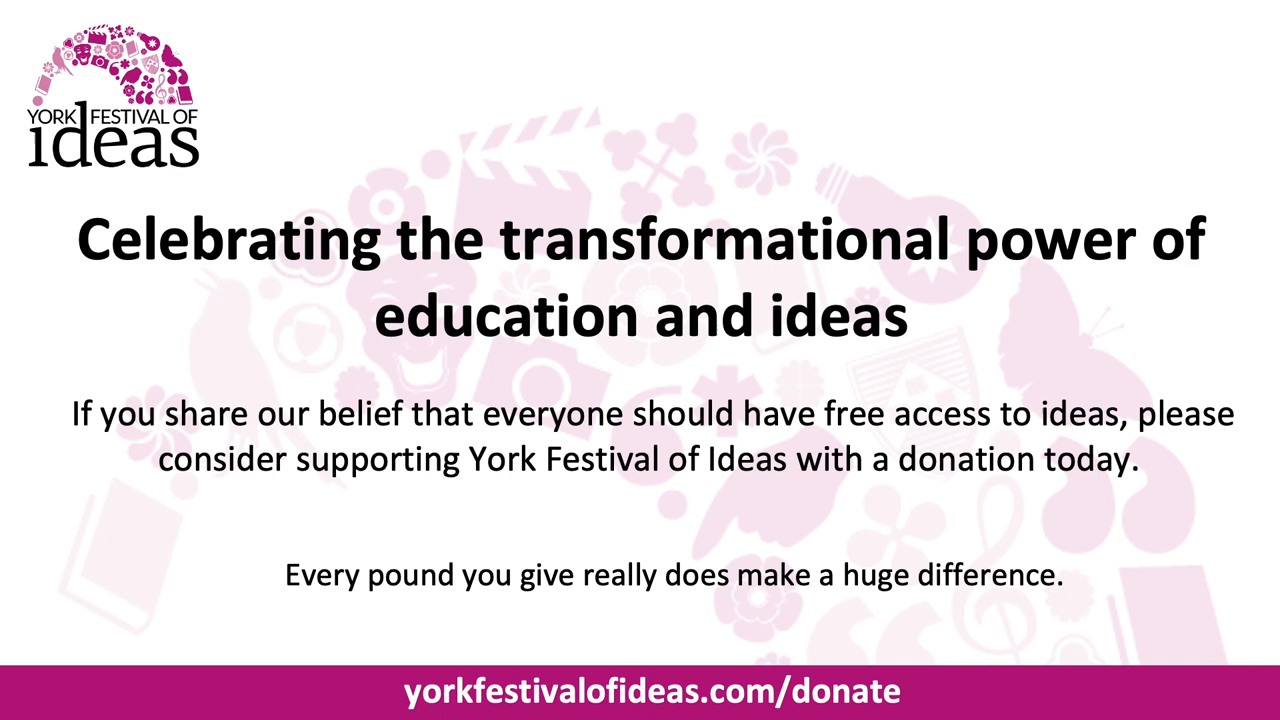 YORK FESTIVAL OF
ideas
Celebrating the transformational power of
education and ideas
If you share our belief that everyone should have free access to ideas, please
consider supporting York Festival of Ideas with a donation today.
Every pound you give really does make a huge difference.
yorkfestivalofideas.com/donate